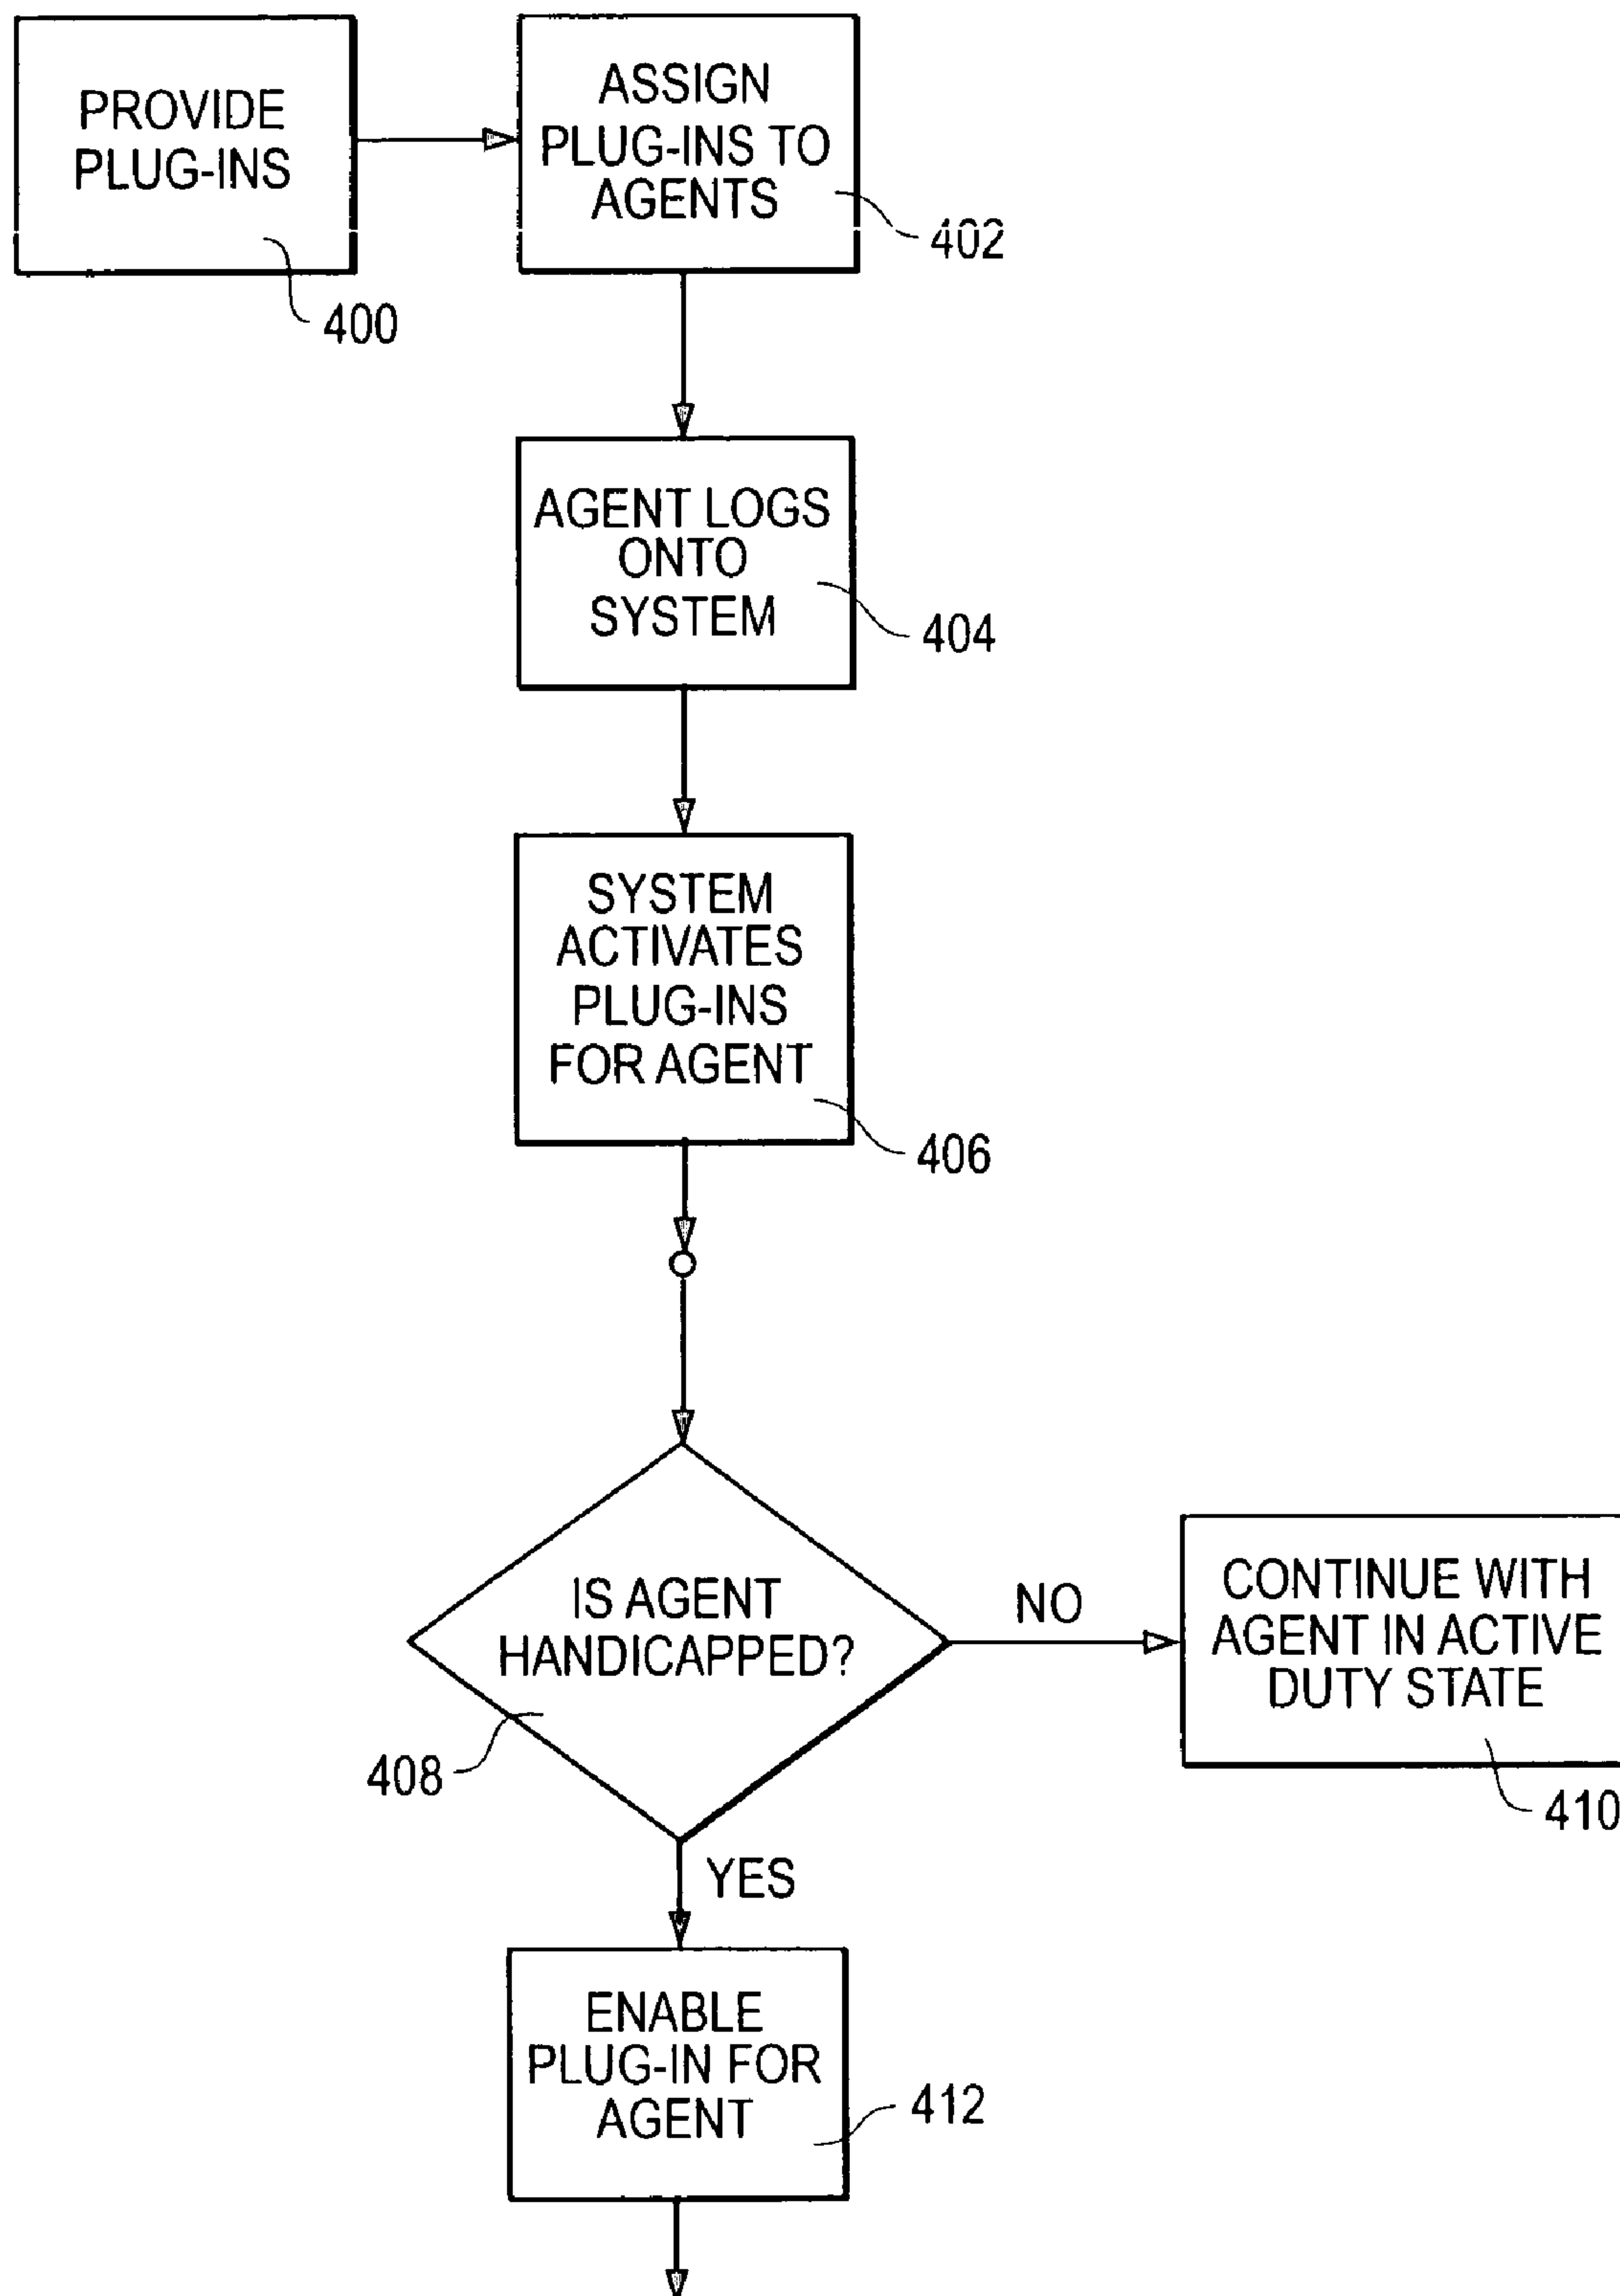 PROVIDE
PLUG-INS
400
ASSIGN
PLUG-INS TO
AGENTS
402
AGENT LOGS
ONTO
SYSTEM
404
SYSTEM
ACTIVATES
PLUG-INS
FOR AGENT
406
IS AGENT
HANDICAPPED?
408
NO
CONTINUE WITH
AGENT IN ACTIVE
DUTY STATE
410
YES
ENABLE
PLUG-IN FOR
AGENT
412